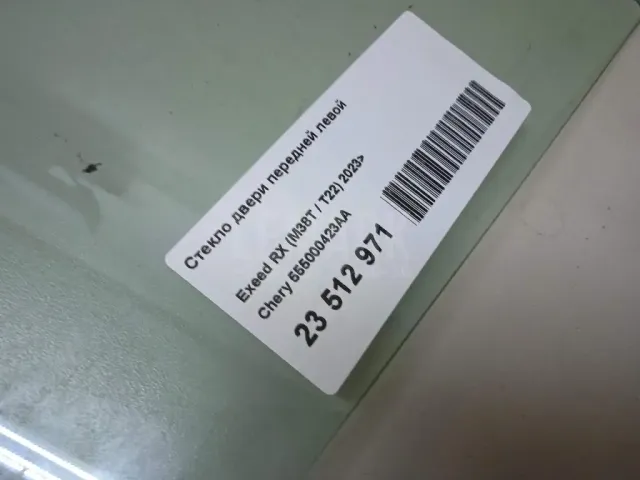 Стекло двери передней левой
Exeed RX (M38T / T22) 2023>
Chery 555000423AA
23 512 971